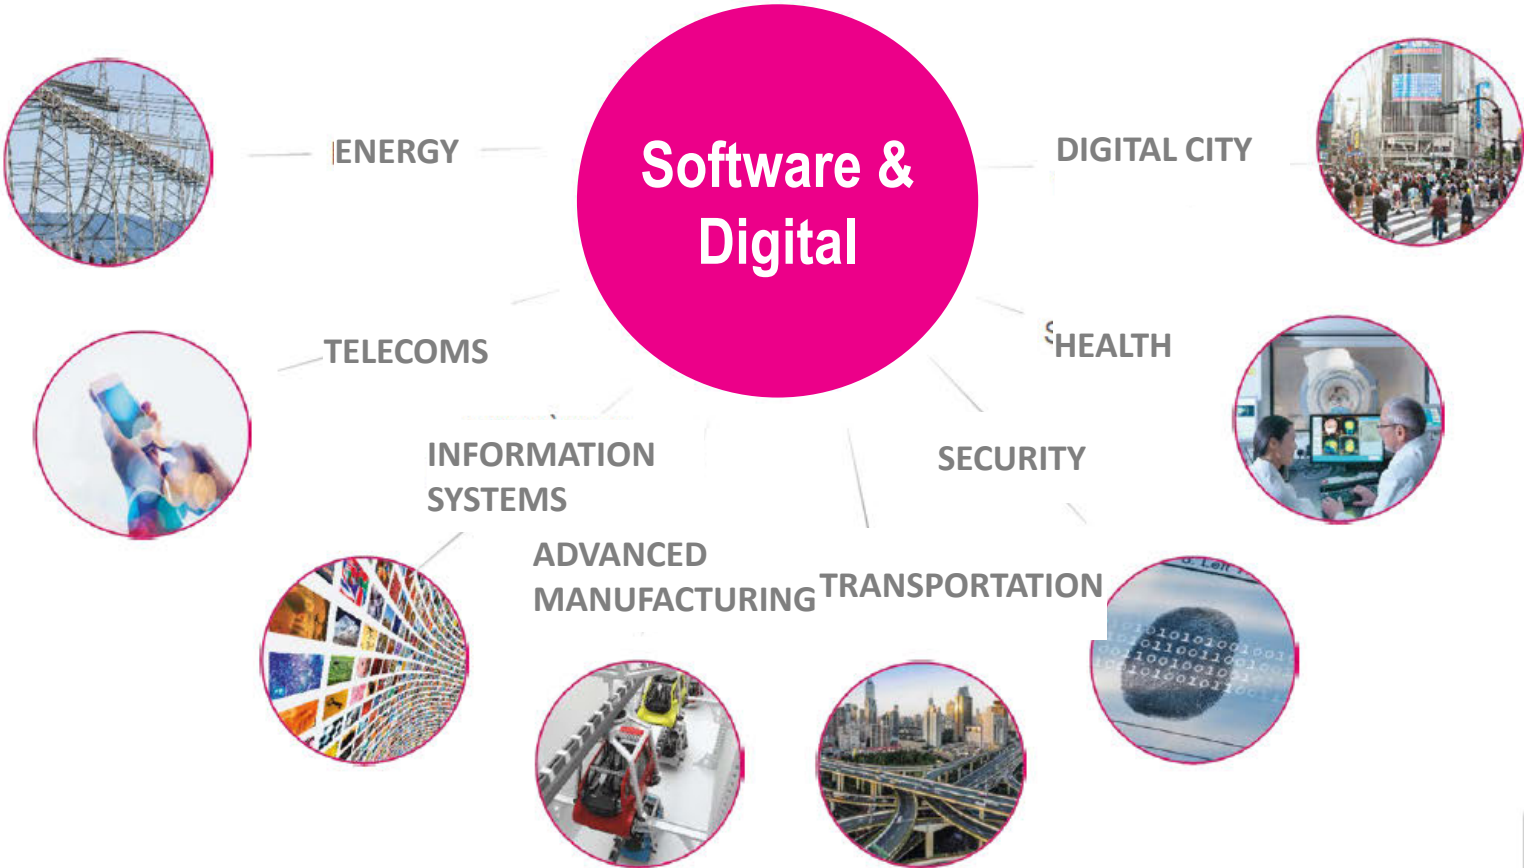 Software &
Digital
ENERGY
DIGITAL CITY
TELECOMS
HEALTH
INFORMATION
SYSTEMS
SECURITY
ADVANCED
MANUFACTURING
TRANSPORTATION